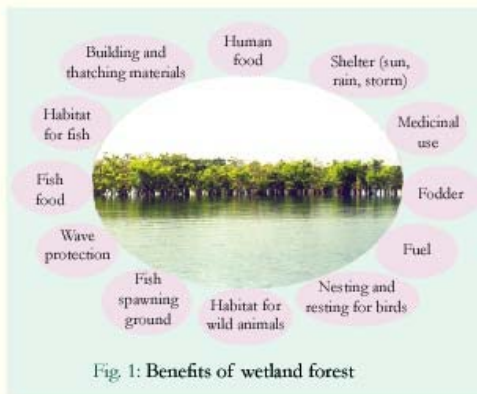 Human
food
Shelter (sun,
rain, storm)
Medicinal
use
Fodder
Fuel
Nesting and
resting for birds
Habitat for
wild animals
Fish
spawning
ground
Wave
protection
Fish
food
Habitat
for fish
Building and
thatching materials
Fig. 1: Benefits of wetland forest